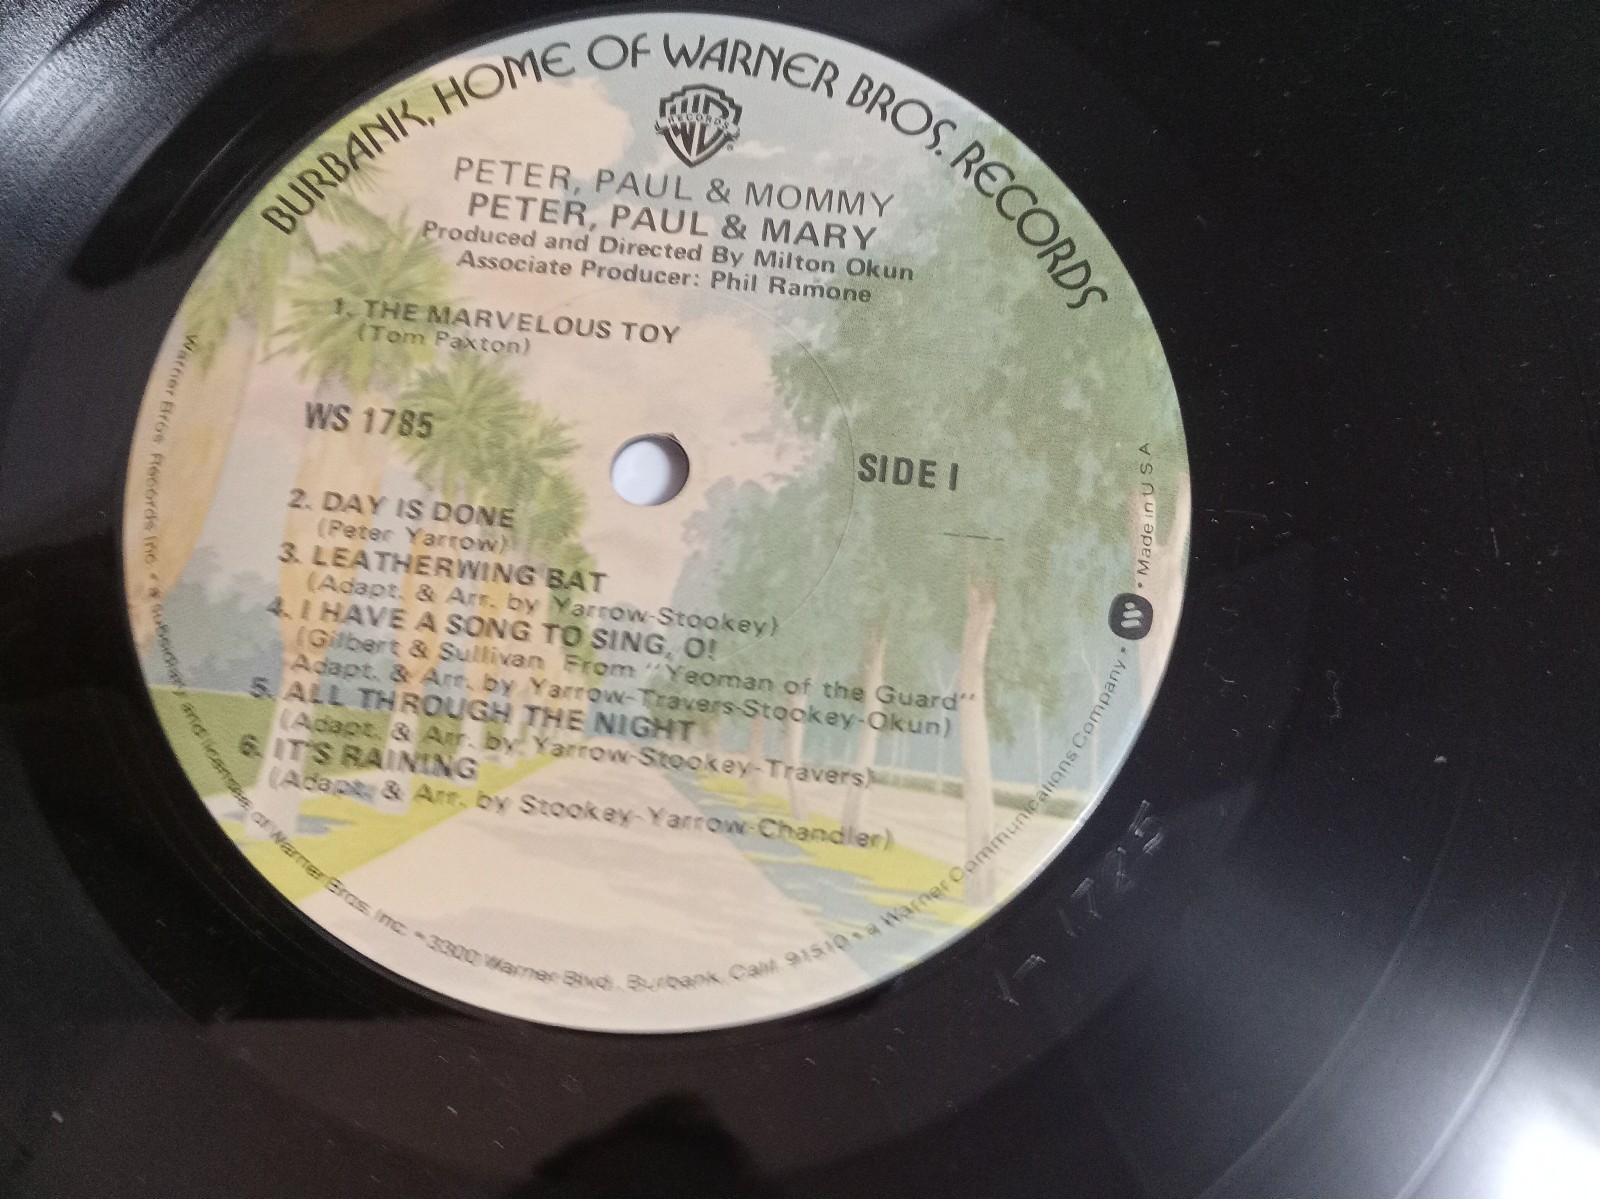 BURBANK, HOME OF WARNER BROS. RECORDS
RECORDS
PETER, PAUL & MOMMY
PETER, PAUL & MARY
Produced and Directed By Milton Okun
Associate Producer: Phil Ramone
1. THE MARVELOUS TOY
(Tom Paxton)
WS 1785
SIDE 1
2. DAY IS DONE
(Peter Yarrow)
3. LEATHERWING BAT
(Adapt. & Arr. by Yarrow-Stookey)
4. I HAVE A SONG TO SING, O!
(Gilbert & Sullivan From "Yeoman of the Guard"
Adapt. & Arr. by Yarrow-Travers-Stookey-Okun)
5. ALL THROUGH THE NIGHT
(Adapt. & Arr. by Yarrow-Stookey-Travers)
6. IT'S RAINING
(Adapt. & Arr. by Stookey-Yarrow-Chandler)
Warner Bros. Records Inc. • a subsidiary and licensee of Warner Bros. Inc. • 3300 Warner Blvd., Burbank, Calif. 91510 • a Warner Communications Company • • Made in U S A